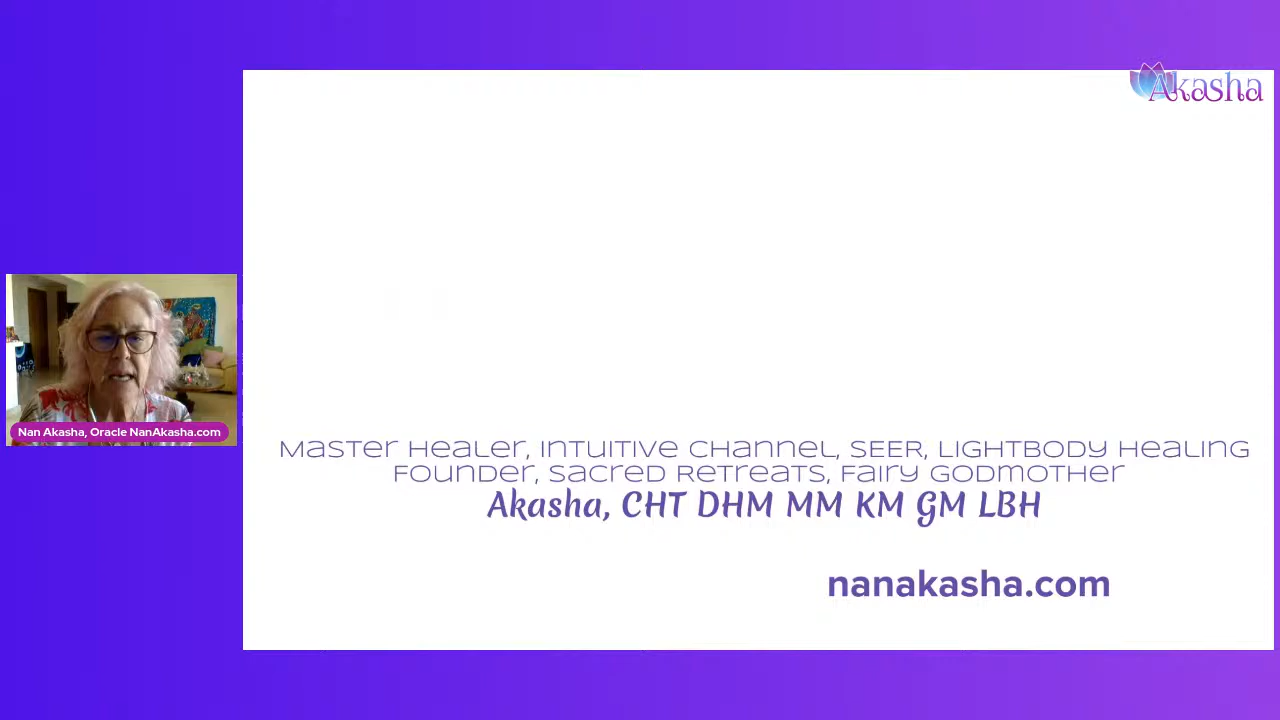 Akasha
Nan Akasha, Oracle NanAkasha.com
Master Healer, Intuitive Channel, SEER, LIGHTBODY Healing
Founder, Sacred Retreats, Fairy Godmother
Akasha, CHT DHM MM KM GM LBH
nanakasha.com